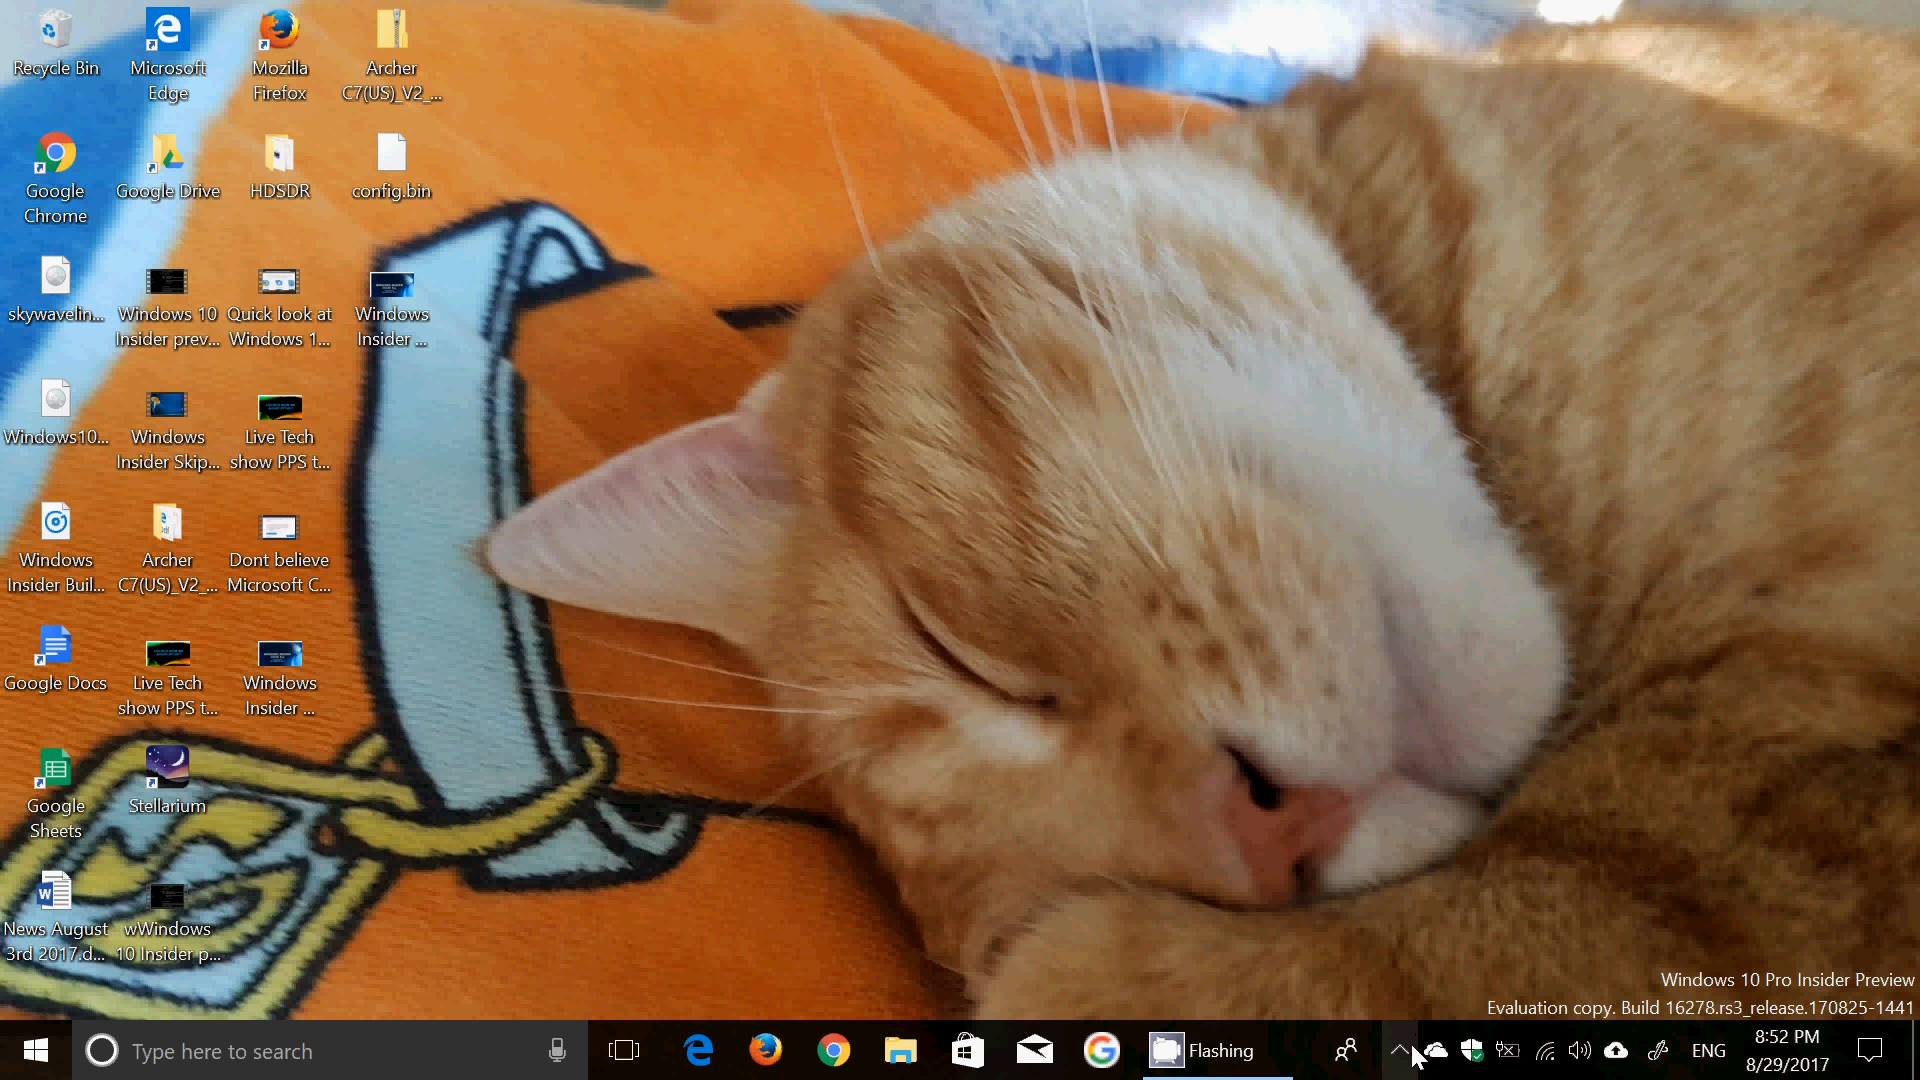 Recycle Bin
Microsoft
Edge
Mozilla
Firefox
Archer
C7(US)_V2_...
Google
Chrome
Google Drive
HDSDR
config.bin
skywavelin...
Windows 10
Insider prev...
Quick look at
Windows 1...
Windows
Insider ...
Windows10...
Windows
Insider Skip...
Live Tech
show PPS t...
Windows
Insider Buil...
Archer
C7(US)_V2_...
Dont believe
Microsoft C...
Google Docs
Live Tech
show PPS t...
Windows
Insider ...
Google
Sheets
Stellarium
News August
3rd 2017.d...
wWindows
10 Insider p...
Windows 10 Pro Insider Preview
Evaluation copy. Build 16278.rs3_release.170825-1441
Type here to search
Flashing
ENG
8:52 PM
8/29/2017